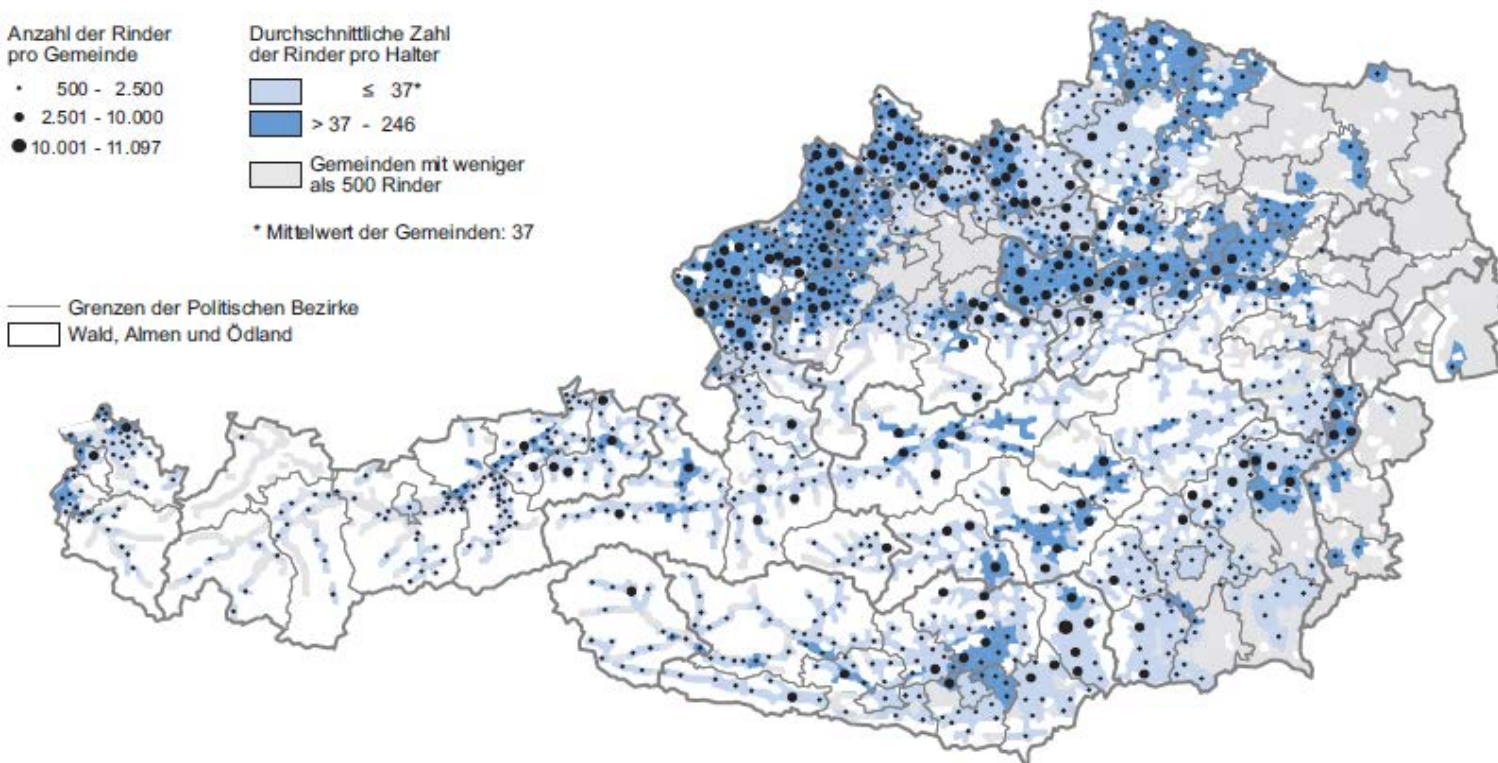 Anzahl der Rinder
pro Gemeinde
500 - 2.500
2.501 - 10.000
10.001 - 11.097
Durchschnittliche Zahl
der Rinder pro Halter
≤ 37*
> 37 - 246
Gemeinden mit weniger
als 500 Rinder
* Mittelwert der Gemeinden: 37
Grenzen der Politischen Bezirke
Wald, Almen und Ödland